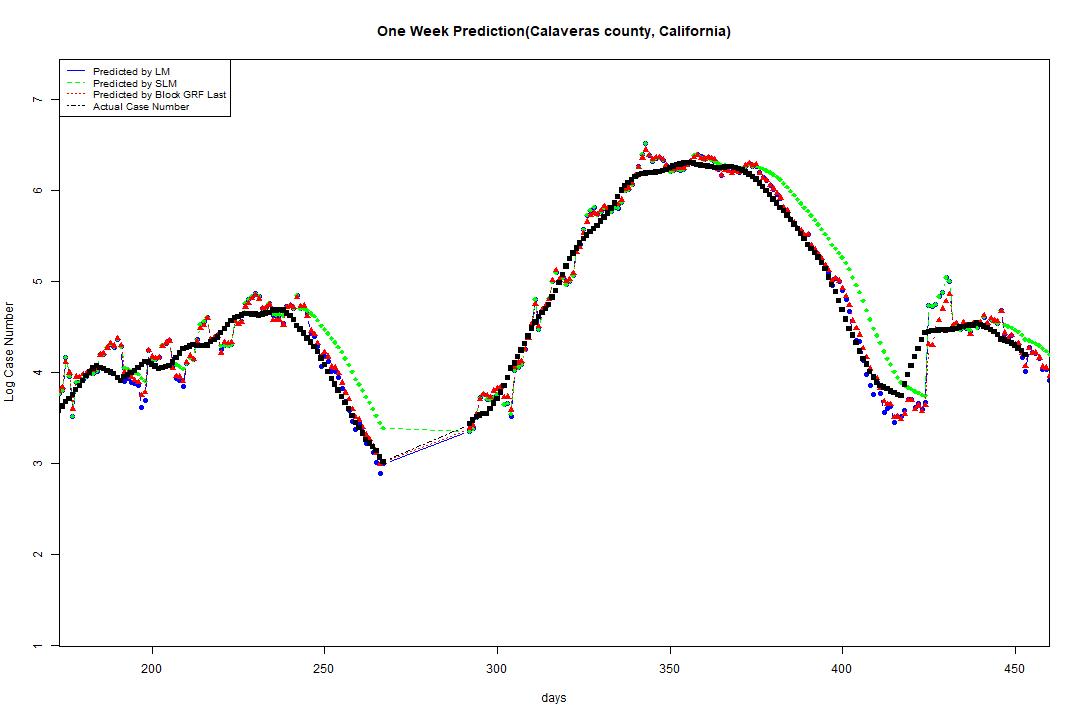 One Week Prediction(Calaveras county, California)
Predicted by LM
Predicted by SLM
Predicted by Block GRF Last
Actual Case Number
Log Case Number
7
6
5
4
3
2
1
200
250
300
350
400
450
days